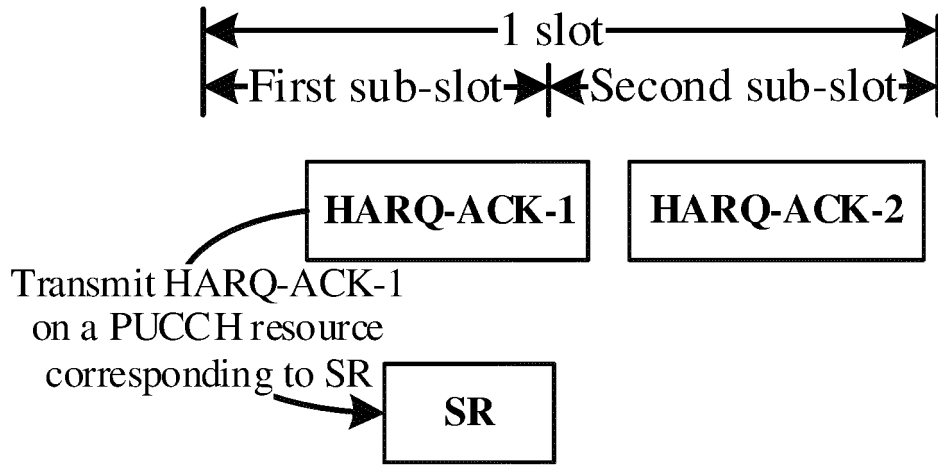 1 slot
First sub-slot
Second sub-slot
HARQ-ACK-1
HARQ-ACK-2
Transmit HARQ-ACK-1
on a PUCCH resource
corresponding to SR
SR